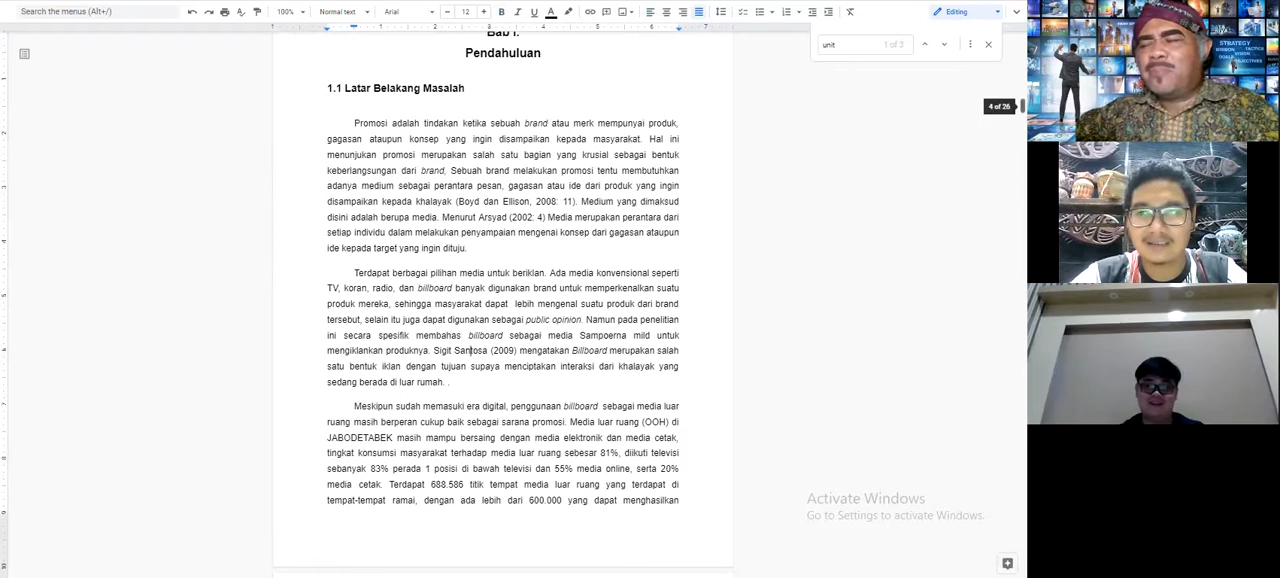 Search the menus (Alt+/)
100%
Normal text
Arial
12
B I U A
Editing
1 2 3 4 5 6 7
unit
1 of 3
4 of 26
Bab I.
Pendahuluan
1.1 Latar Belakang Masalah
Promosi adalah tindakan ketika sebuah brand atau merk mempunyai produk,
gagasan ataupun konsep yang ingin disampaikan kepada masyarakat. Hal ini
menunjukan promosi merupakan salah satu bagian yang krusial sebagai bentuk
keberlangsungan dari brand, Sebuah brand melakukan promosi tentu membutuhkan
adanya medium sebagai perantara pesan, gagasan atau ide dari produk yang ingin
disampaikan kepada khalayak (Boyd dan Ellison, 2008: 11). Medium yang dimaksud
disini adalah berupa media. Menurut Arsyad (2002: 4) Media merupakan perantara dari
setiap individu dalam melakukan penyampaian mengenai konsep dari gagasan ataupun
ide kepada target yang ingin dituju.
Terdapat berbagai pilihan media untuk beriklan. Ada media konvensional seperti
TV, koran, radio, dan billboard banyak digunakan brand untuk memperkenalkan suatu
produk mereka, sehingga masyarakat dapat lebih mengenal suatu produk dari brand
tersebut, selain itu juga dapat digunakan sebagai public opinion. Namun pada penelitian
ini secara spesifik membahas billboard sebagai media Sampoerna mild untuk
mengiklankan produknya. Sigit Santosa (2009) mengatakan Billboard merupakan salah
satu bentuk iklan dengan tujuan supaya menciptakan interaksi dari khalayak yang
sedang berada di luar rumah. .
Meskipun sudah memasuki era digital, penggunaan billboard sebagai media luar
ruang masih berperan cukup baik sebagai sarana promosi. Media luar ruang (OOH) di
JABODETABEK masih mampu bersaing dengan media elektronik dan media cetak,
tingkat konsumsi masyarakat terhadap media luar ruang sebesar 81%, diikuti televisi
sebanyak 83% perada 1 posisi di bawah televisi dan 55% media online, serta 20%
media cetak. Terdapat 688.586 titik tempat media luar ruang yang terdapat di
tempat-tempat ramai, dengan ada lebih dari 600.000 yang dapat menghasilkan
Activate Windows
Go to Settings to activate Windows.
STRATEGY
VISION
TACTICS
GOALS
OBJECTIVES